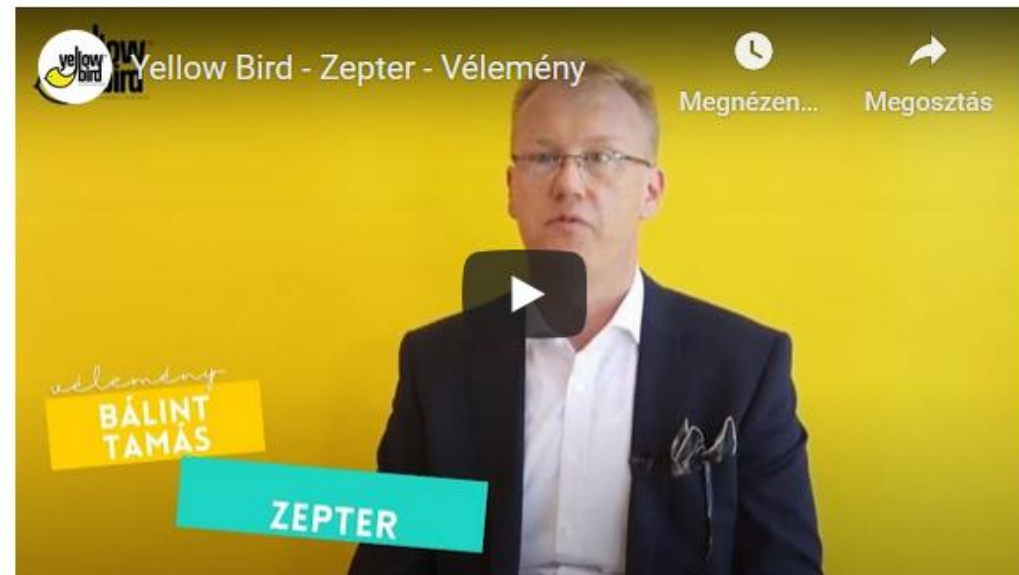 yellow
bird
Yellow Bird - Zepter - Vélemény
Megnézen...
Megosztás
vélemény
BÁLINT
TAMÁS
ZEPTER